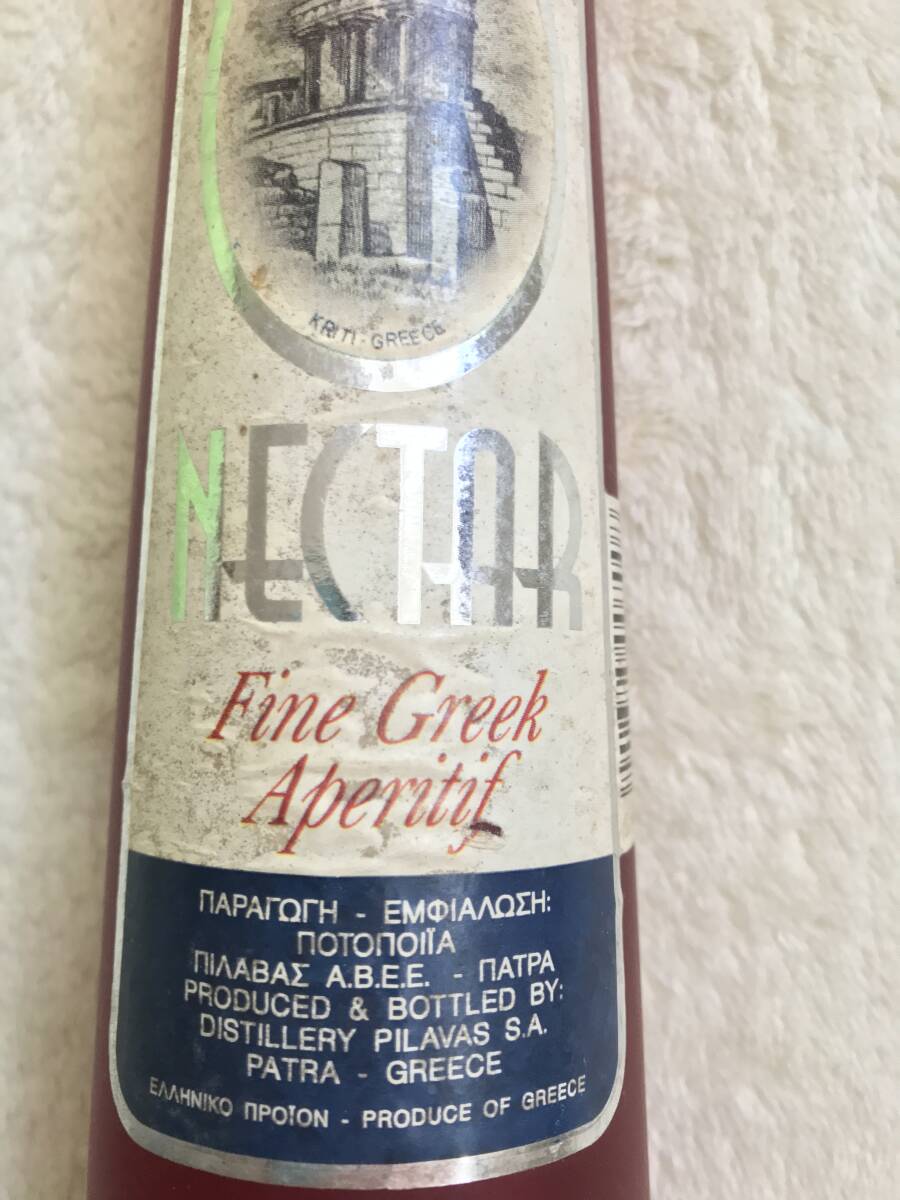 KRITI - GREECE
NECTAR
Fine Greek
Aperitif
ΠΑΡΑΓΩΓΗ - ΕΜΦΙΑΛΩΣΗ:
ΠΟΤΟΠΟΙΪΑ
ΠΙΛΑΒΑΣ Α.Β.Ε.Ε. - ΠΑΤΡΑ
PRODUCED & BOTTLED BY:
DISTILLERY PILAVAS S.A.
PATRA - GREECE
ΕΛΛΗΝΙΚΟ ΠΡΟΪΟΝ - PRODUCE OF GREECE